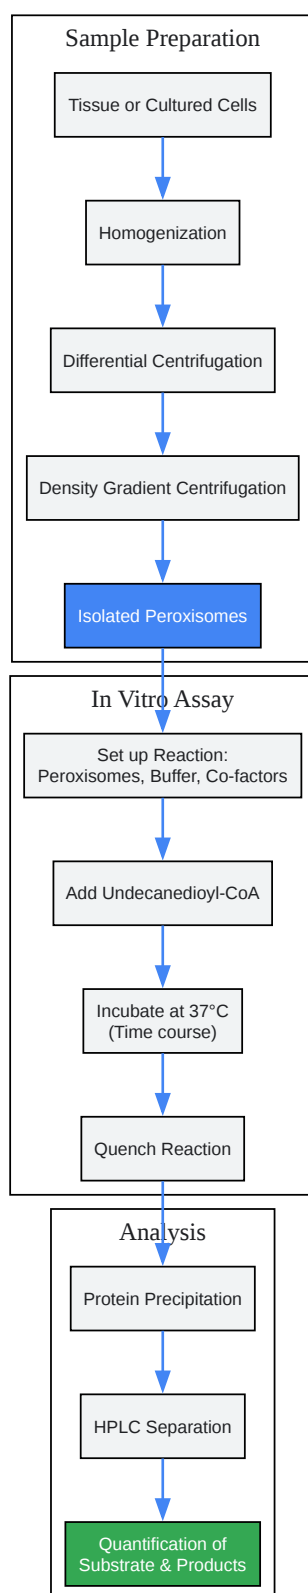 Sample Preparation
Tissue or Cultured Cells
Homogenization
Differential Centrifugation
Density Gradient Centrifugation
Isolated Peroxisomes
In Vitro Assay
Set up Reaction:
Peroxisomes, Buffer, Co-factors
Add Undecanedioyl-CoA
Incubate at 37°C
(Time course)
Quench Reaction
Analysis
Protein Precipitation
HPLC Separation
Quantification of
Substrate & Products